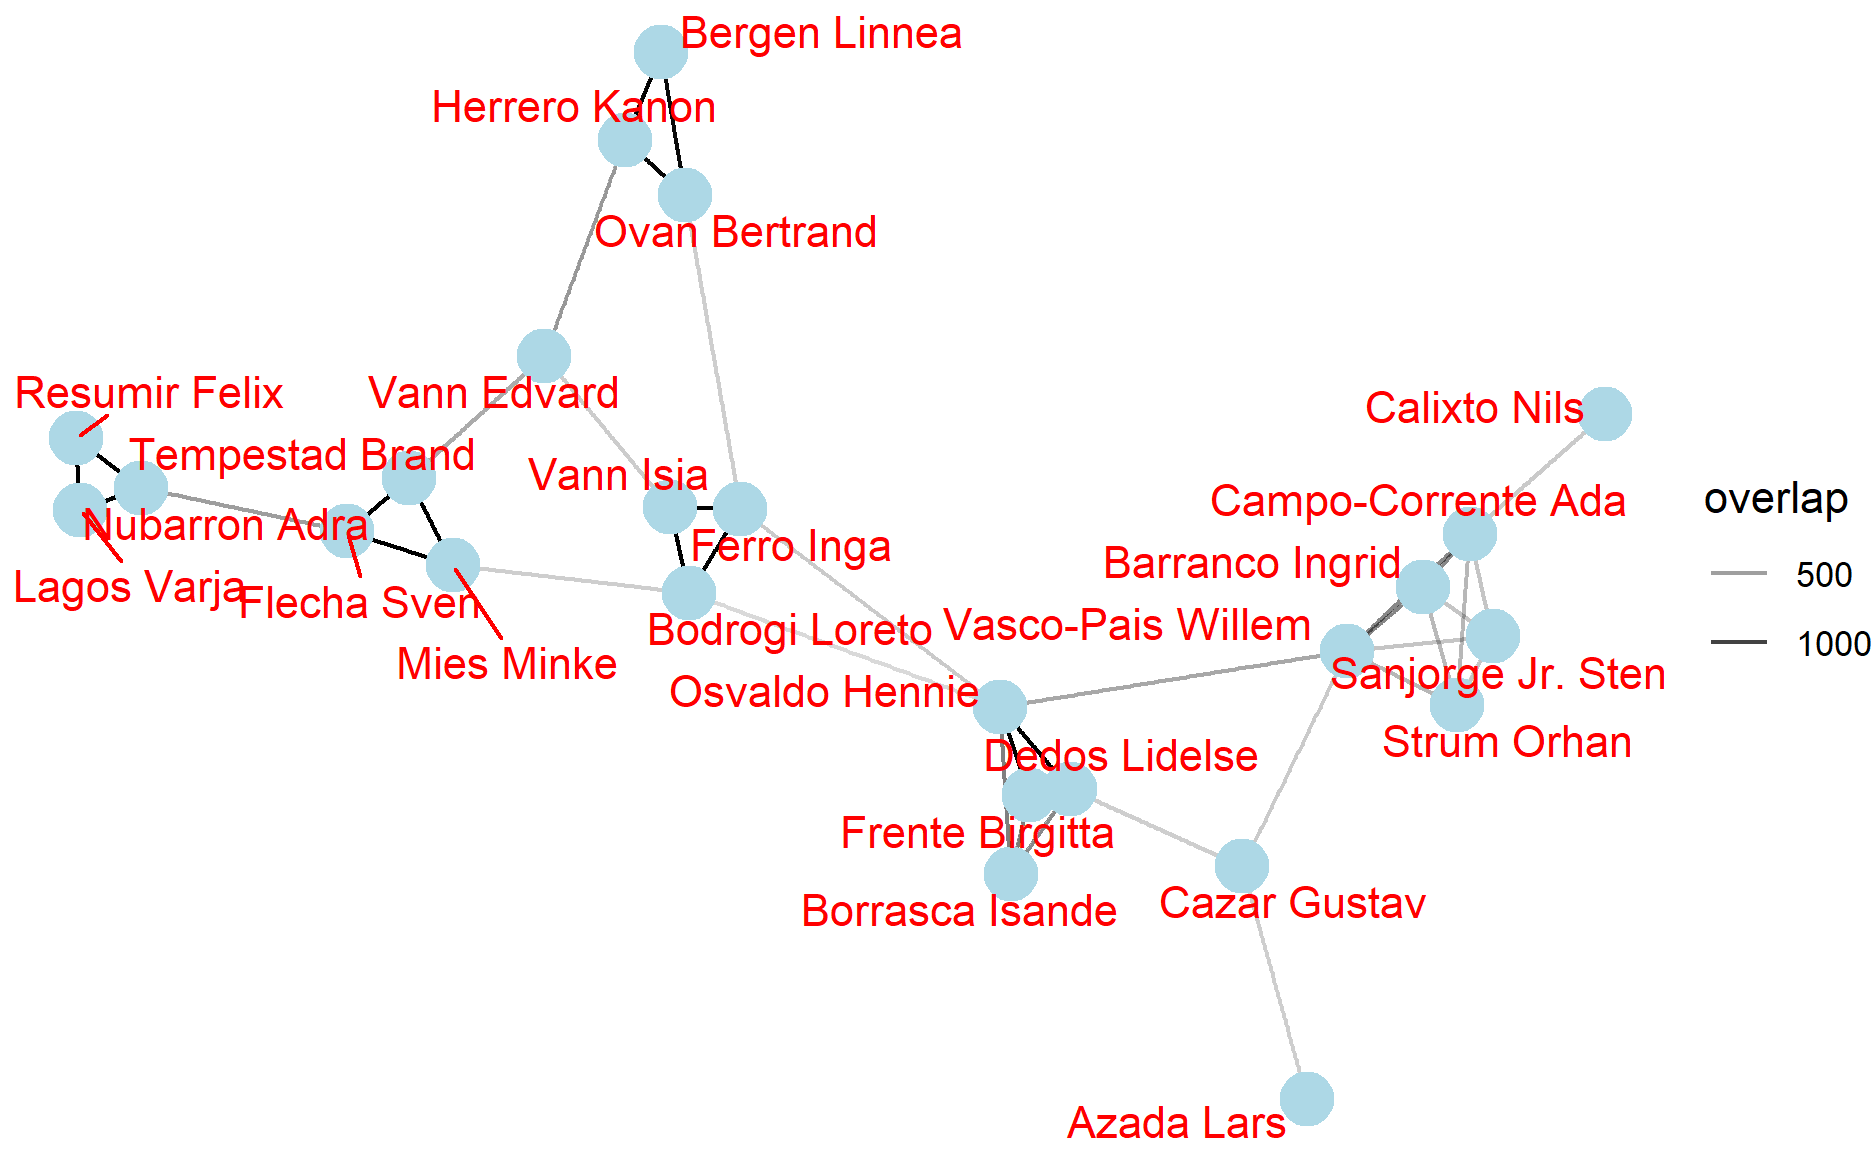 Bergen Linnea
Herrero Kanon
Ovan Bertrand
Resumir Felix
Vann Edvard
Calixto Nils
Tempestad Brand
Vann Isia
Campo-Corrente Ada
overlap
Nubarron Adra
Ferro Inga
Barranco Ingrid
500
Lagos Varja
Flecha Sven
Bodrogi Loreto
Vasco-Pais Willem
1000
Mies Minke
Osvaldo Hennie
Sanjorge Jr. Sten
Strum Orhan
Dedos Lidelse
Frente Birgitta
Borrasca Isande
Cazar Gustav
Azada Lars